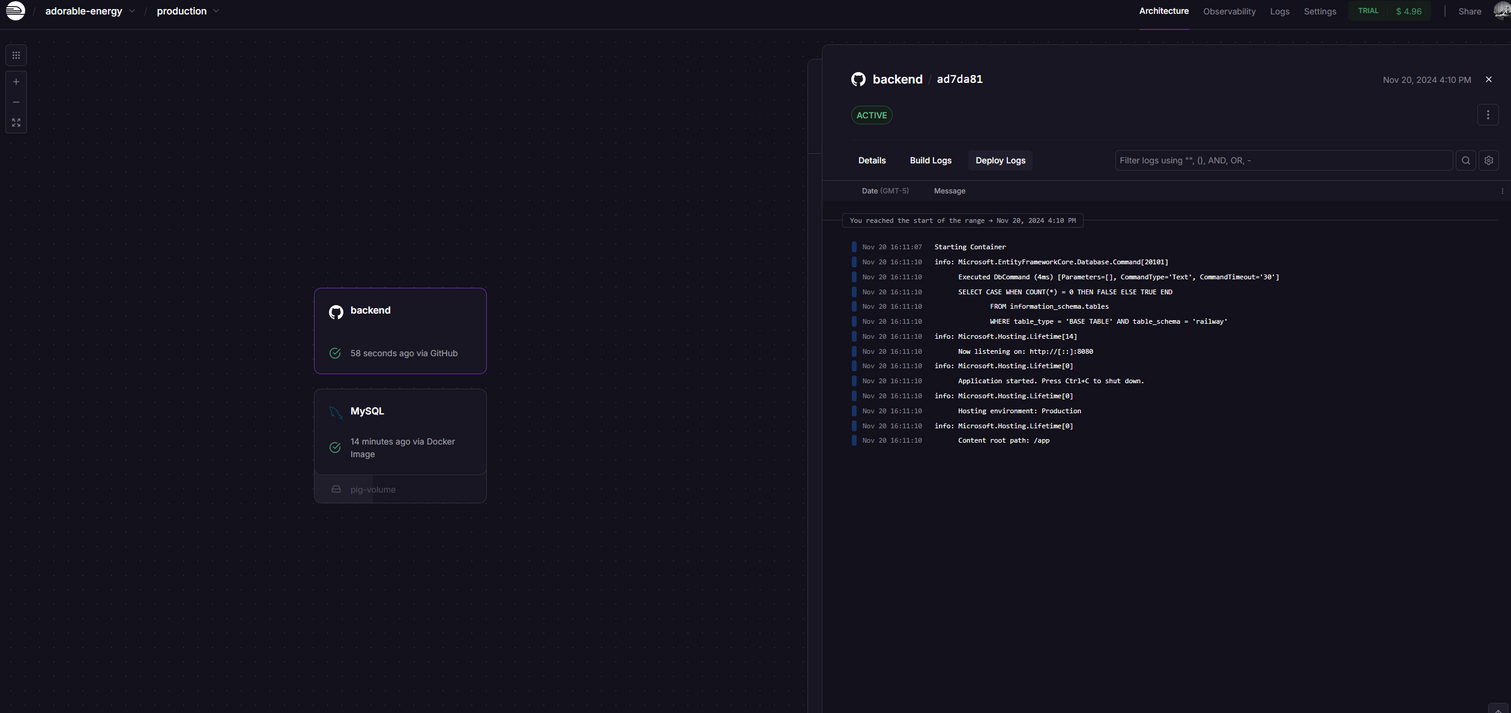 / adorable-energy / production
Architecture Observability Logs Settings TRIAL $ 4.96 Share
backend / ad7da81
Nov 20, 2024 4:10 PM
ACTIVE
Details Build Logs Deploy Logs
Filter logs using "", (), AND, OR, -
Date (GMT-5) Message
You reached the start of the range → Nov 20, 2024 4:10 PM
Nov 20 16:11:07 Starting Container
Nov 20 16:11:10 info: Microsoft.EntityFrameworkCore.Database.Command[20101]
Nov 20 16:11:10 Executed DbCommand (4ms) [Parameters=[], CommandType='Text', CommandTimeout='30']
Nov 20 16:11:10 SELECT CASE WHEN COUNT(*) = 0 THEN FALSE ELSE TRUE END
Nov 20 16:11:10 FROM information_schema.tables
Nov 20 16:11:10 WHERE table_type = 'BASE TABLE' AND table_schema = 'railway'
Nov 20 16:11:10 info: Microsoft.Hosting.Lifetime[14]
Nov 20 16:11:10 Now listening on: http://[::]:8080
Nov 20 16:11:10 info: Microsoft.Hosting.Lifetime[0]
Nov 20 16:11:10 Application started. Press Ctrl+C to shut down.
Nov 20 16:11:10 info: Microsoft.Hosting.Lifetime[0]
Nov 20 16:11:10 Hosting environment: Production
Nov 20 16:11:10 info: Microsoft.Hosting.Lifetime[0]
Nov 20 16:11:10 Content root path: /app
backend
58 seconds ago via GitHub
MySQL
14 minutes ago via Docker
Image
pig-volume